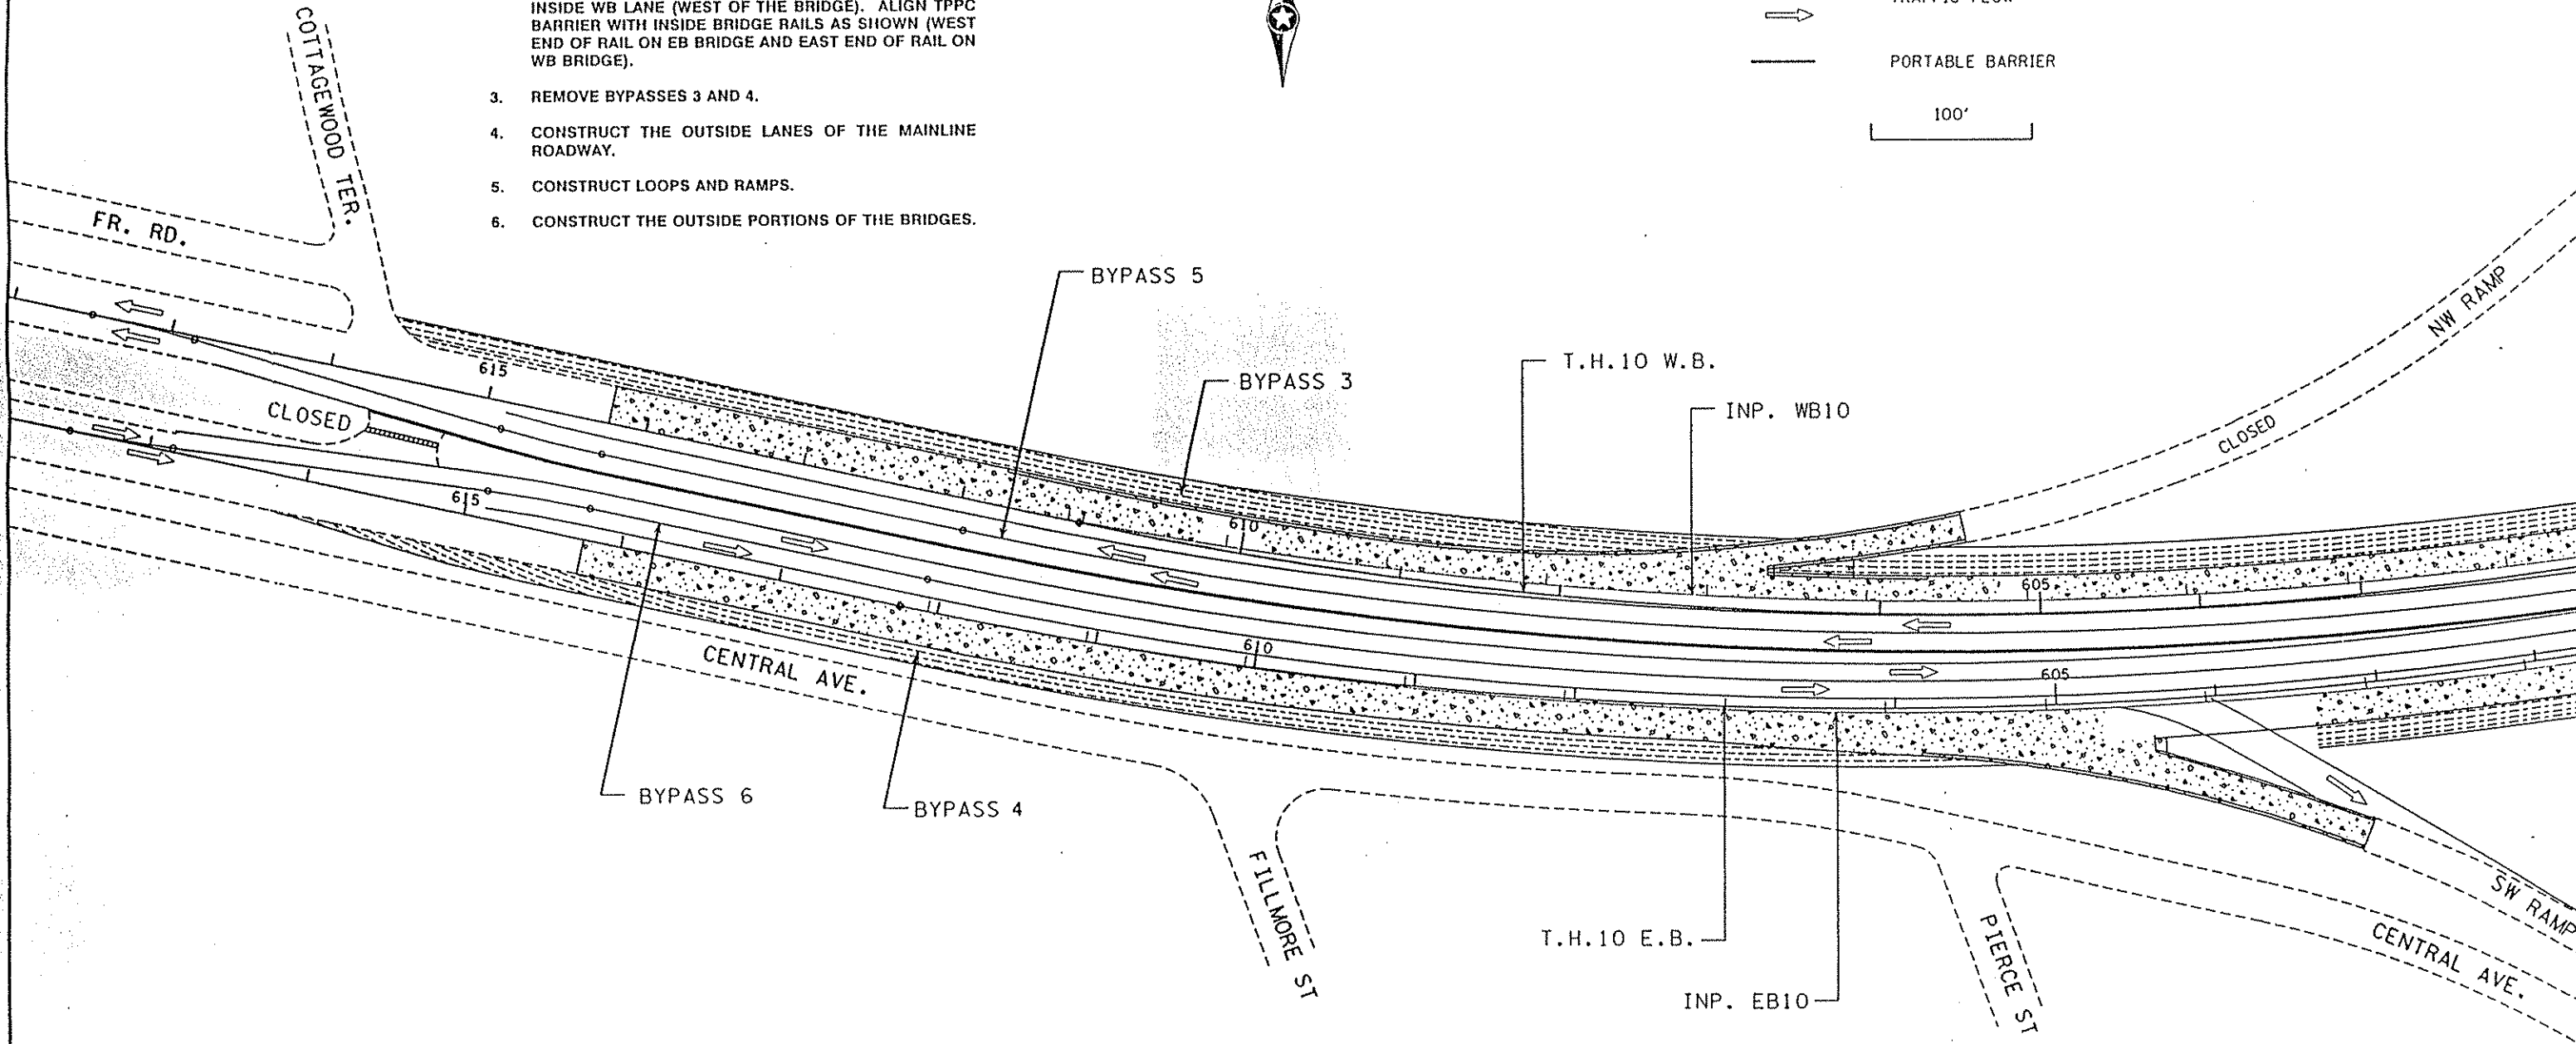 INSIDE WB LANE (WEST OF THE BRIDGE). ALIGN TPPC
BARRIER WITH INSIDE BRIDGE RAILS AS SHOWN (WEST
END OF RAIL ON EB BRIDGE AND EAST END OF RAIL ON
WB BRIDGE).
3. REMOVE BYPASSES 3 AND 4.
4. CONSTRUCT THE OUTSIDE LANES OF THE MAINLINE
ROADWAY.
5. CONSTRUCT LOOPS AND RAMPS.
6. CONSTRUCT THE OUTSIDE PORTIONS OF THE BRIDGES.
TRAFFIC FLOW
PORTABLE BARRIER
100'
COTTAGEWOOD TER.
FR. RD.
BYPASS 5
BYPASS 3
T.H.10 W.B.
INP. WB10
NW RAMP
CLOSED
615
CLOSED
615
610
605
610
605
CENTRAL AVE.
BYPASS 6
BYPASS 4
FILLMORE ST
T.H.10 E.B.
INP. EB10
PIERCE ST
SW RAMP
CENTRAL AVE.